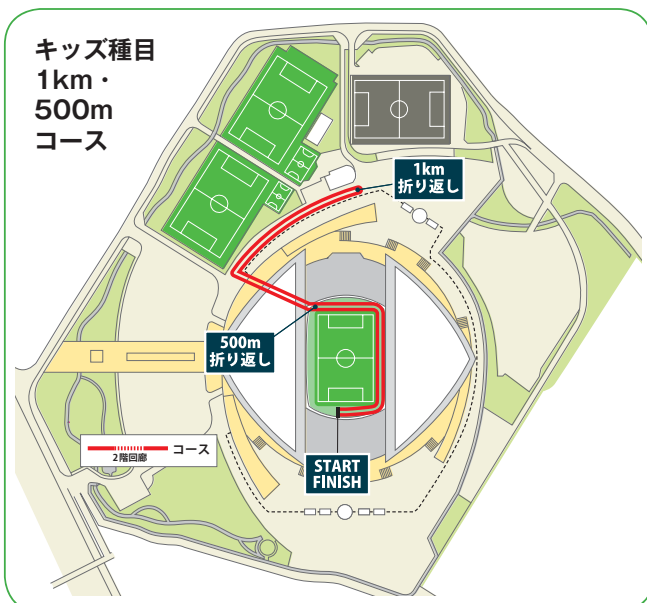 キッズ種目
1km・
500m
コース
1km
折り返し
500m
折り返し
コース
2階回廊
START
FINISH